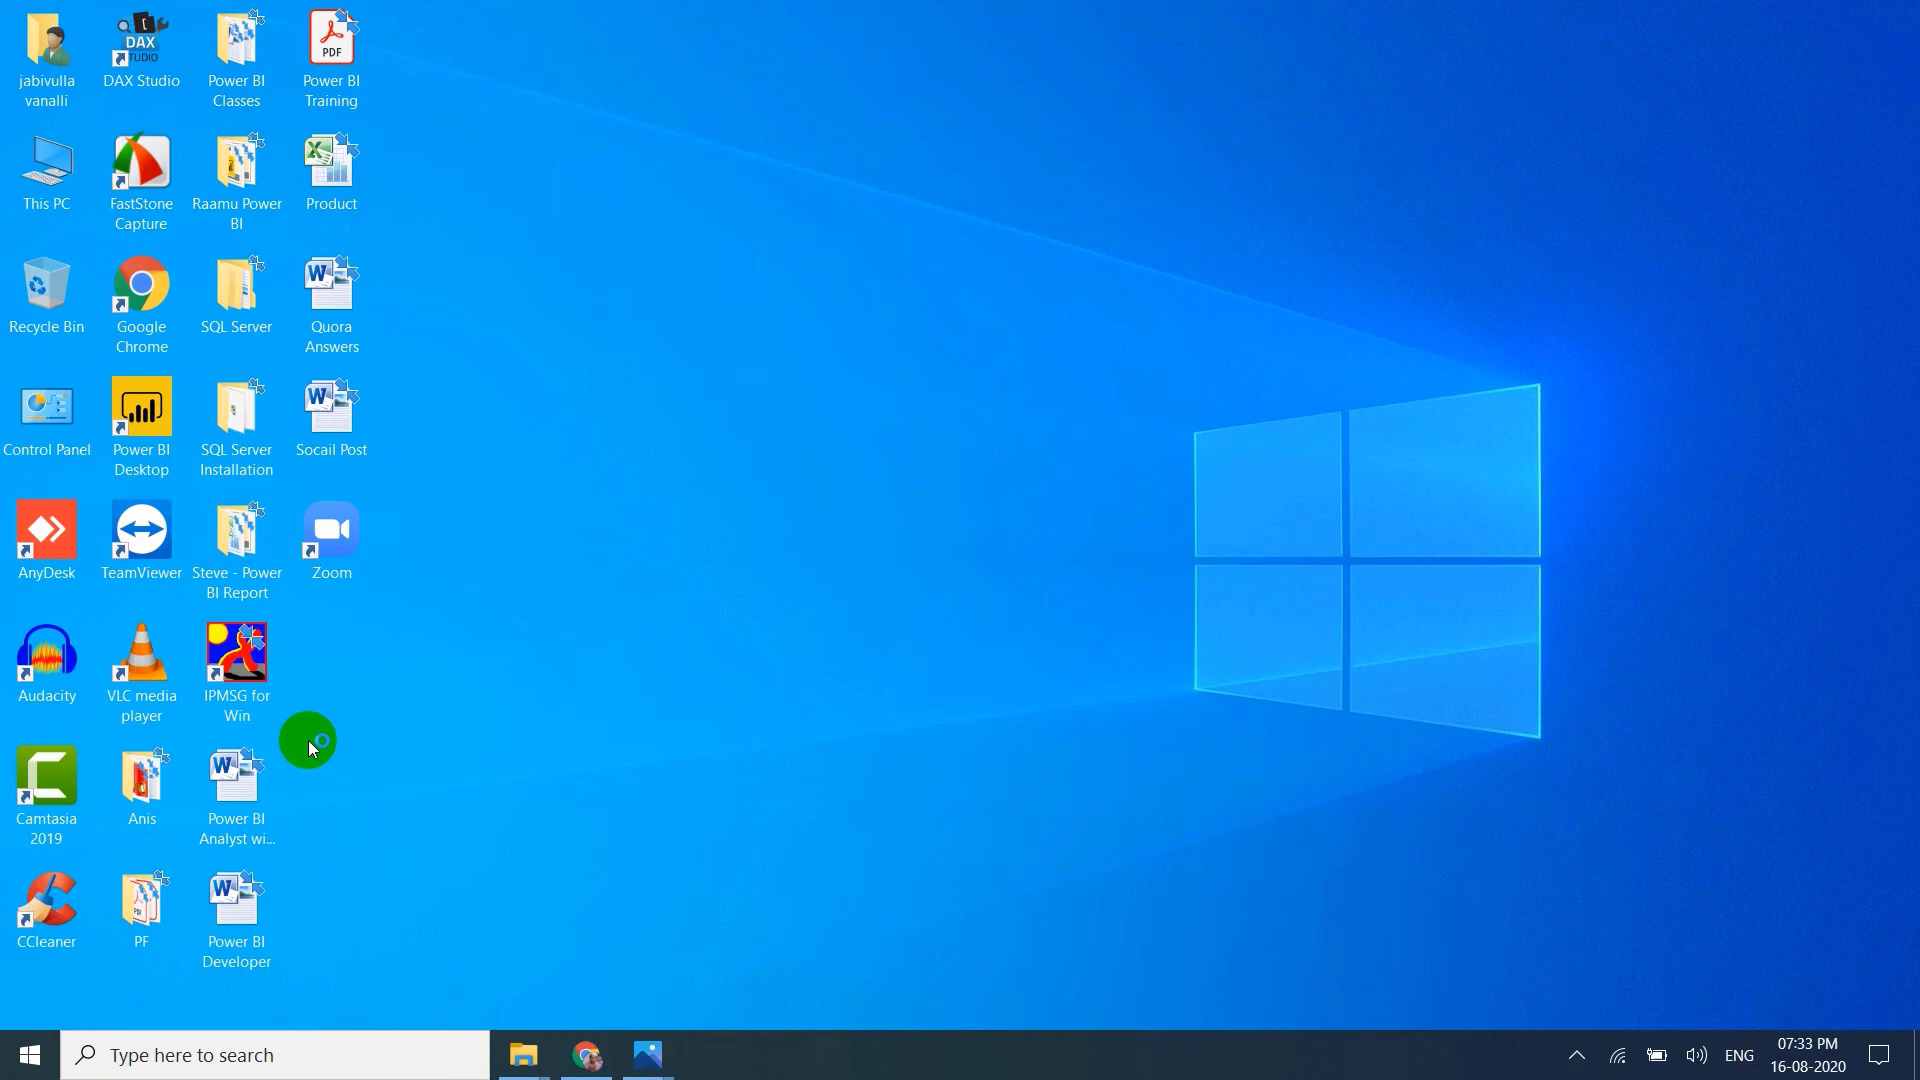 jabivulla
vanalli
DAX
STUDIO
DAX Studio
Power BI
Classes
PDF
Power BI
Training
This PC
FastStone
Capture
Raamu Power
BI
Product
Recycle Bin
Google
Chrome
SQL Server
Quora
Answers
Control Panel
Power BI
Desktop
SQL Server
Installation
Socail Post
AnyDesk
TeamViewer
Steve - Power
BI Report
Zoom
Audacity
VLC media
player
IPMSG for
Win
Camtasia
2019
Anis
Power BI
Analyst wi...
CCleaner
PF
Power BI
Developer
Type here to search
ENG
07:33 PM
16-08-2020